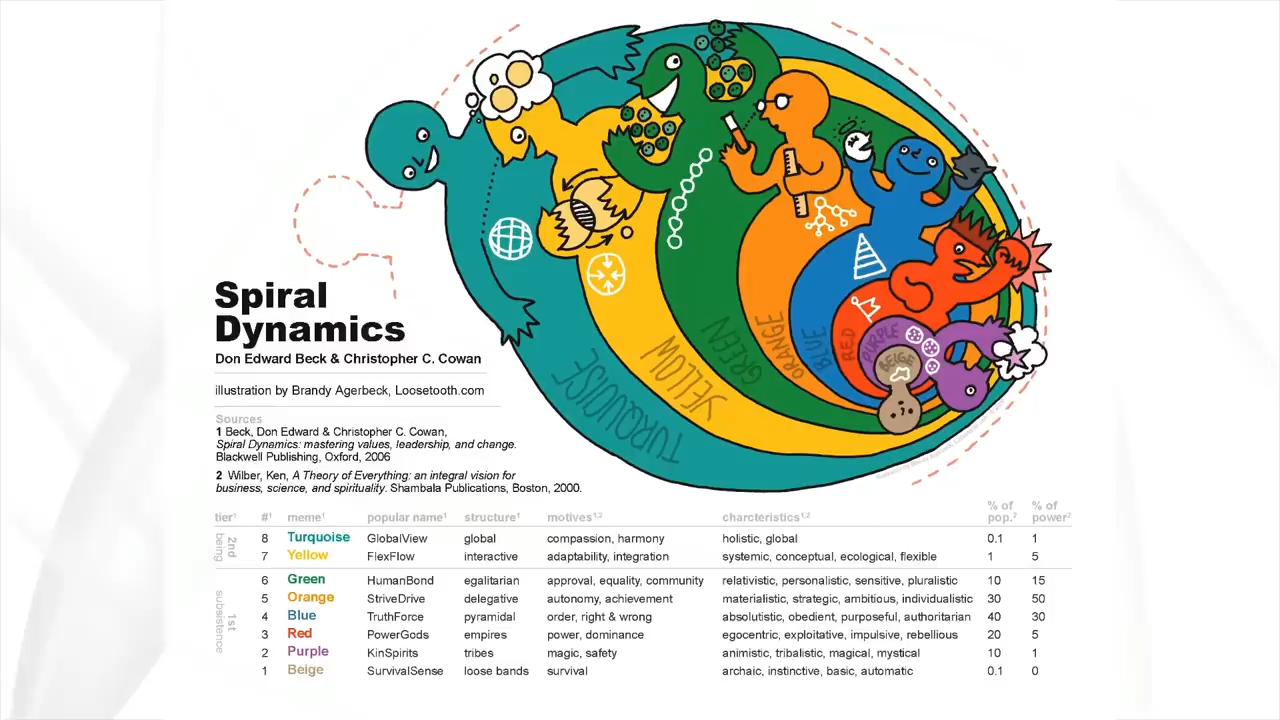 Spiral
Dynamics
Don Edward Beck & Christopher C. Cowan
illustration by Brandy Agerbeck, Loosetooth.com
Sources
1 Beck, Don Edward & Christopher C. Cowan,
Spiral Dynamics: mastering values, leadership, and change.
Blackwell Publishing, Oxford, 2006
2 Wilber, Ken, A Theory of Everything: an integral vision for
business, science, and spirituality. Shambala Publications, Boston, 2000.
TURQUOISE
YELLOW
GREEN
ORANGE
BLUE
RED
PURPLE
BEIGE
tier¹ #¹ meme¹ popular name¹ structure¹ motives¹,² charcteristics¹,² % of pop.² % of power²
2nd being
8 Turquoise GlobalView global compassion, harmony holistic, global 0.1 1
7 Yellow FlexFlow interactive adaptability, integration systemic, conceptual, ecological, flexible 1 5
1st subsistence
6 Green HumanBond egalitarian approval, equality, community relativistic, personalistic, sensitive, pluralistic 10 15
5 Orange StriveDrive delegative autonomy, achievement materialistic, strategic, ambitious, individualistic 30 50
4 Blue TruthForce pyramidal order, right & wrong absolutistic, obedient, purposeful, authoritarian 40 30
3 Red PowerGods empires power, dominance egocentric, exploitative, impulsive, rebellious 20 5
2 Purple KinSpirits tribes magic, safety animistic, tribalistic, magical, mystical 10 1
1 Beige SurvivalSense loose bands survival archaic, instinctive, basic, automatic 0.1 0